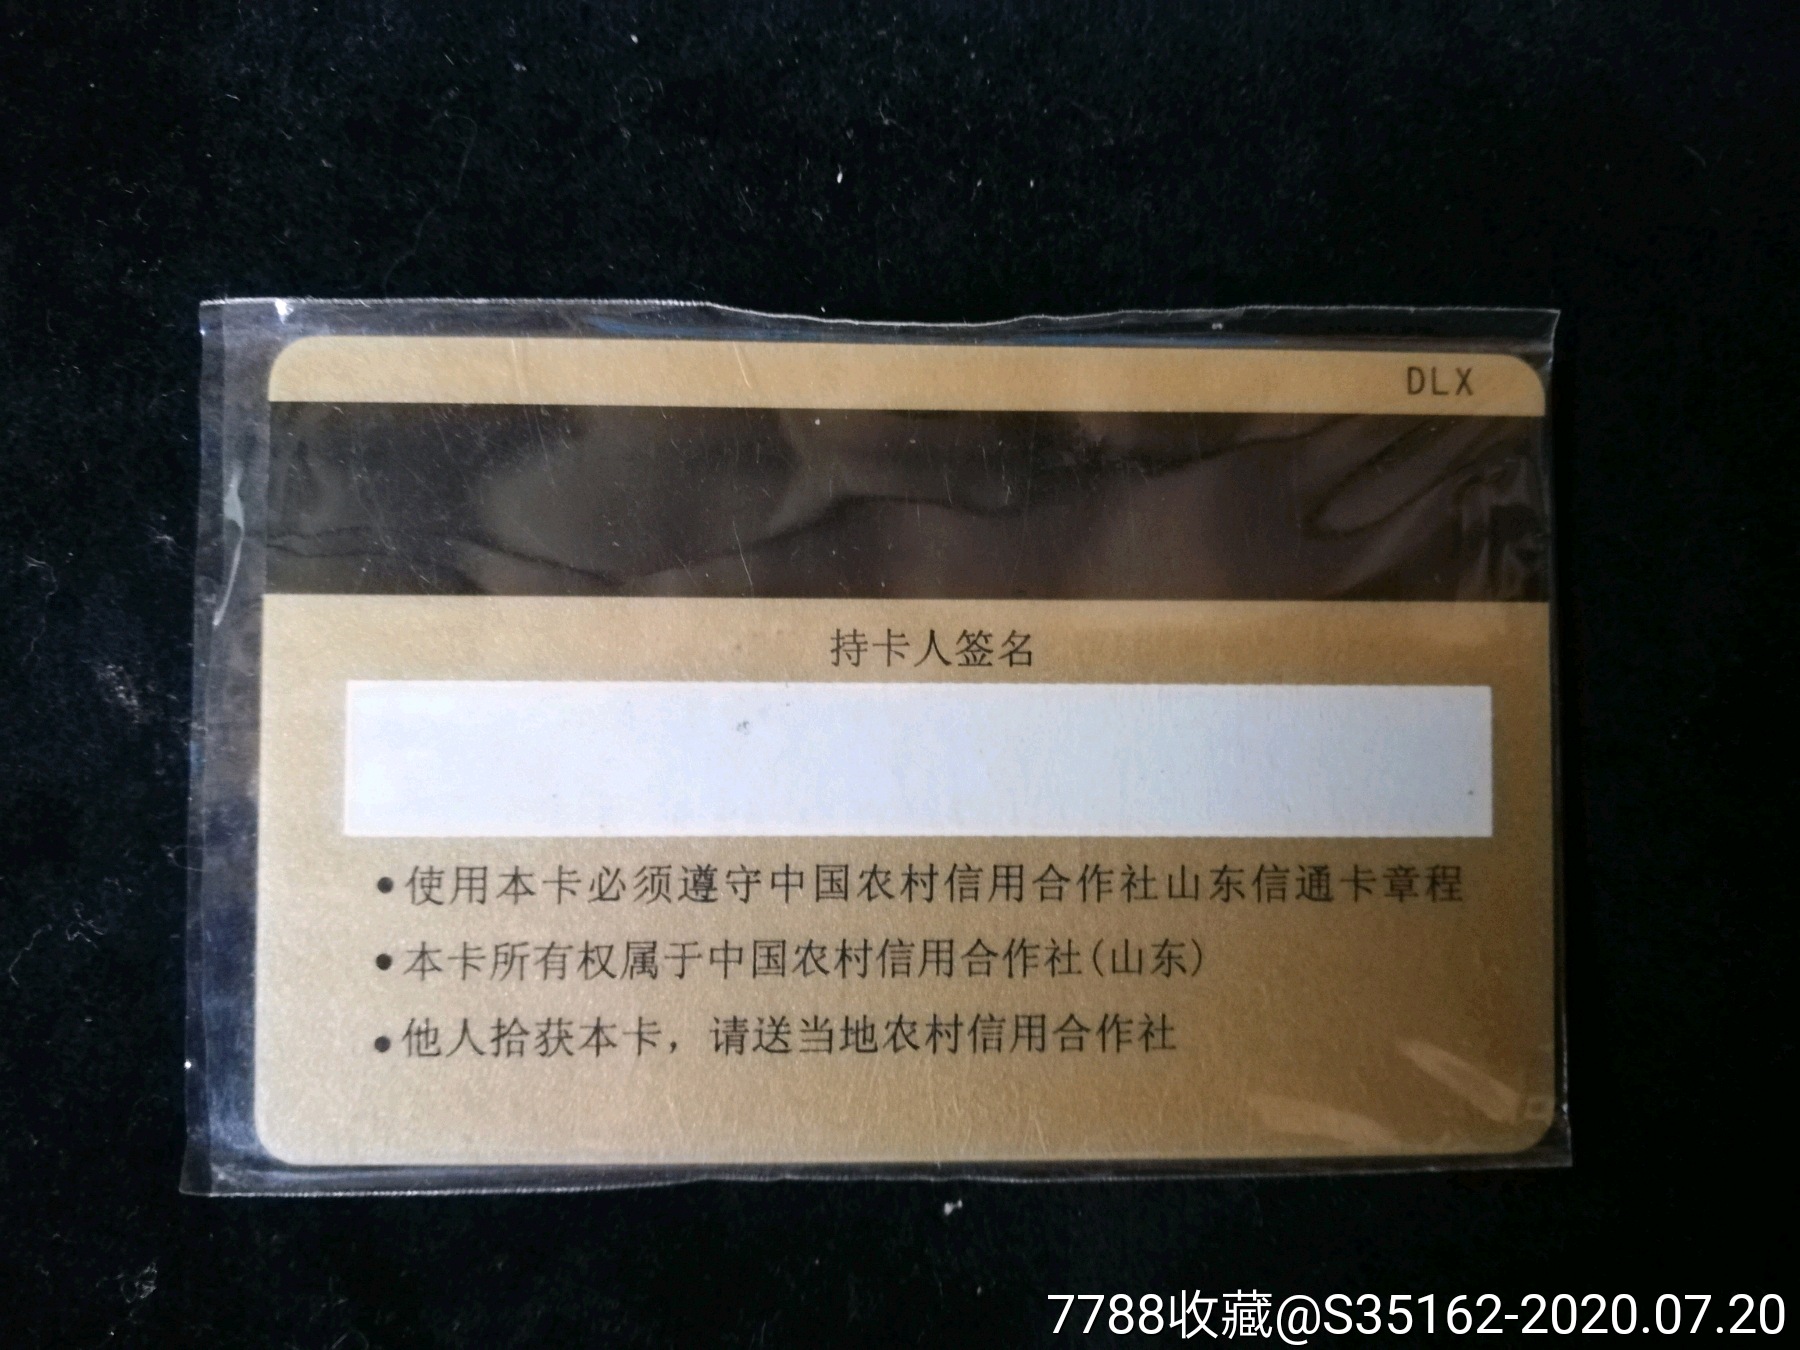 DLX
持卡人签名
•使用本卡必须遵守中国农村信用合作社山东信通卡章程
•本卡所有权属于中国农村信用合作社(山东)
•他人拾获本卡，请送当地农村信用合作社
7788收藏@S35162-2020.07.20